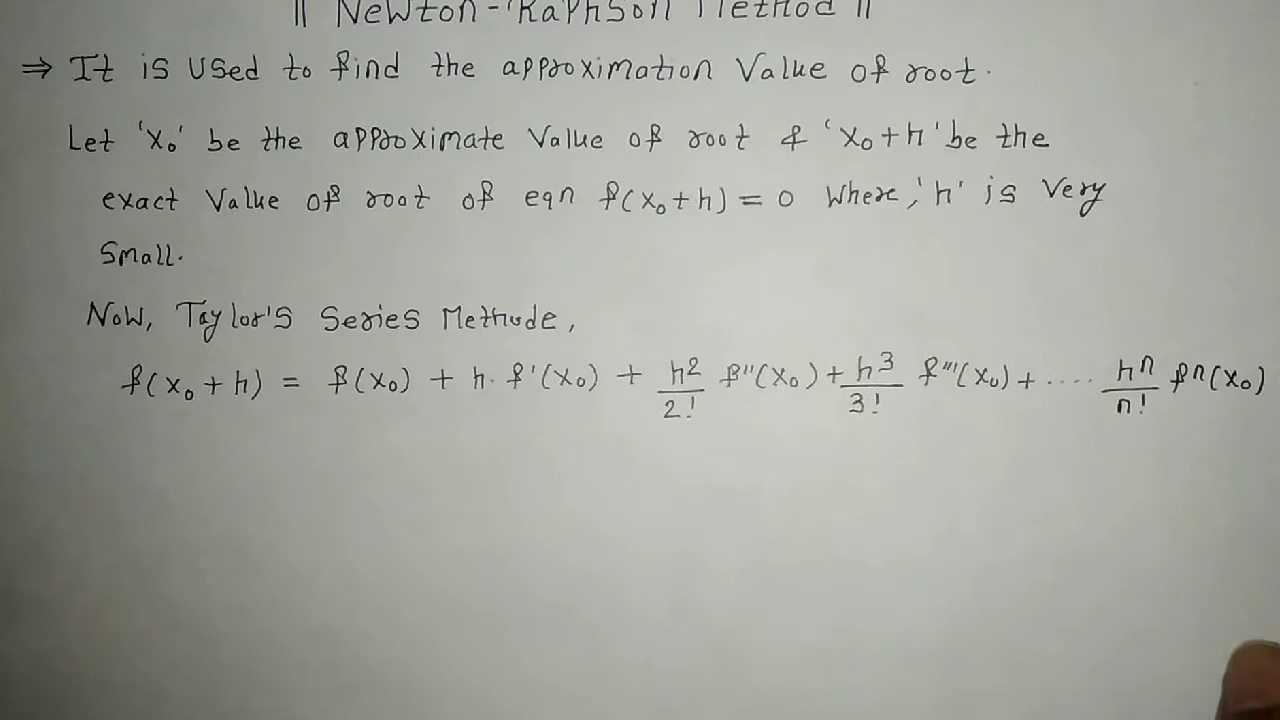 || Newton-Raphson Method ||
⇒ It is used to find the approximation Value of root.
Let 'x₀' be the approximate Value of root & 'x₀+h' be the
exact Value of root of eqn f(x₀+h) = 0 Where, 'h' is Very
Small.
Now, Taylor's Series Methode,
f(x₀ + h) = f(x₀) + h. f'(x₀) + h²/2! f''(x₀) + h³/3! f'''(x₀) + .... hⁿ/n! fⁿ(x₀)